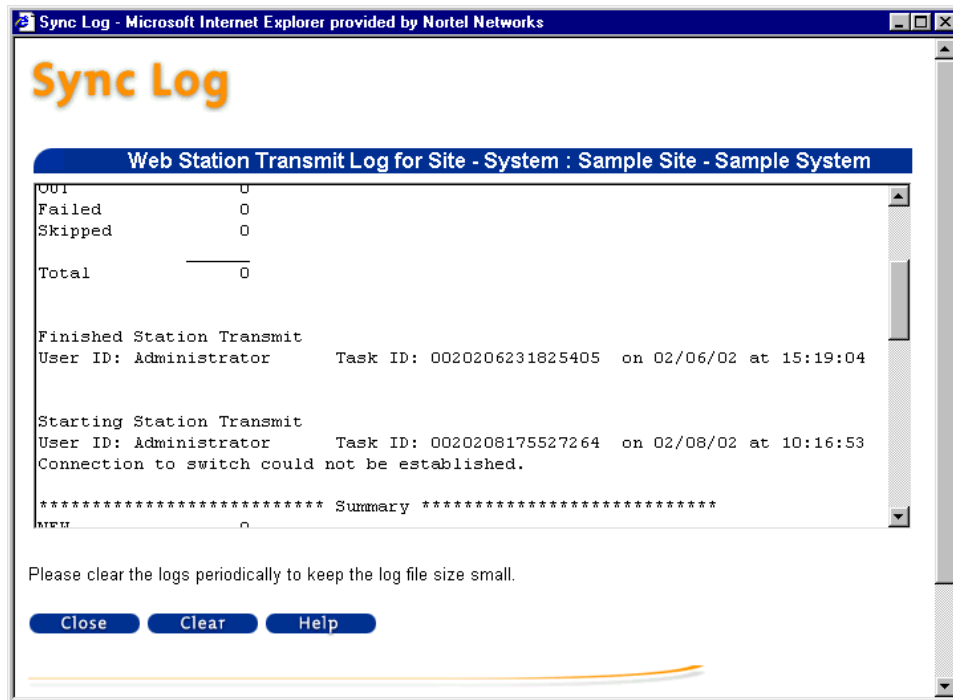 Sync Log - Microsoft Internet Explorer provided by Nortel Networks
Sync Log
Web Station Transmit Log for Site - System : Sample Site - Sample System
OUT 0
Failed 0
Skipped 0
Total 0
Finished Station Transmit
User ID: Administrator Task ID: 0020206231825405 on 02/06/02 at 15:19:04
Starting Station Transmit
User ID: Administrator Task ID: 0020208175527264 on 02/08/02 at 10:16:53
Connection to switch could not be established.
*************************** Summary ****************************
NEW 0
Please clear the logs periodically to keep the log file size small.
Close Clear Help